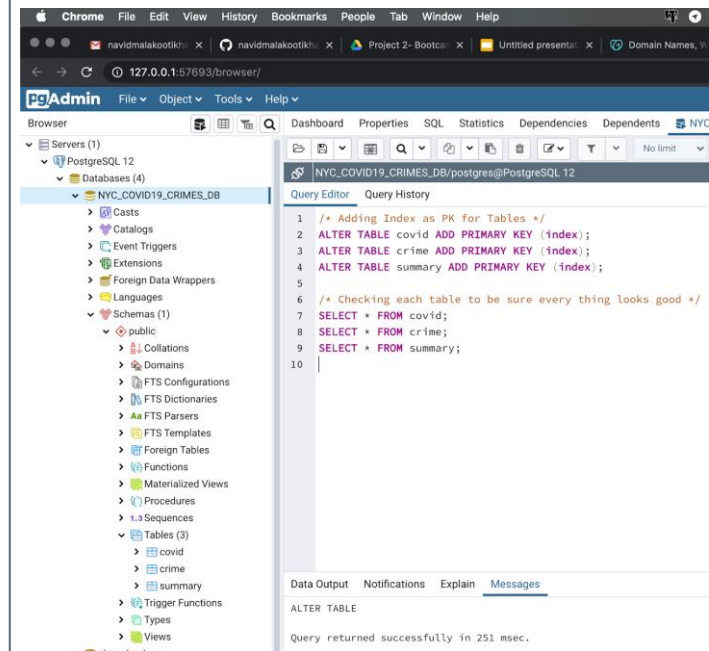 Chrome File Edit View History Bookmarks People Tab Window Help
navidmalakootikha navidmalakootikha Project 2- Bootcam Untitled presentat Domain Names, W
127.0.0.1:57693/browser/
pgAdmin File Object Tools Help
Browser Dashboard Properties SQL Statistics Dependencies Dependents NYC
Servers (1)
No limit
PostgreSQL 12
Databases (4)
NYC_COVID19_CRIMES_DB/postgres@PostgreSQL 12
NYC_COVID19_CRIMES_DB
Query Editor Query History
Casts
Catalogs
Event Triggers
Extensions
Foreign Data Wrappers
Languages
Schemas (1)
public
Collations
Domains
FTS Configurations
FTS Dictionaries
Aa FTS Parsers
FTS Templates
Foreign Tables
Functions
Materialized Views
Procedures
1..3 Sequences
Tables (3)
covid
crime
summary
Trigger Functions
Types
Views
1 /* Adding Index as PK for Tables */
2 ALTER TABLE covid ADD PRIMARY KEY (index);
3 ALTER TABLE crime ADD PRIMARY KEY (index);
4 ALTER TABLE summary ADD PRIMARY KEY (index);
5
6 /* Checking each table to be sure every thing looks good */
7 SELECT * FROM covid;
8 SELECT * FROM crime;
9 SELECT * FROM summary;
10
Data Output Notifications Explain Messages
ALTER TABLE
Query returned successfully in 251 msec.